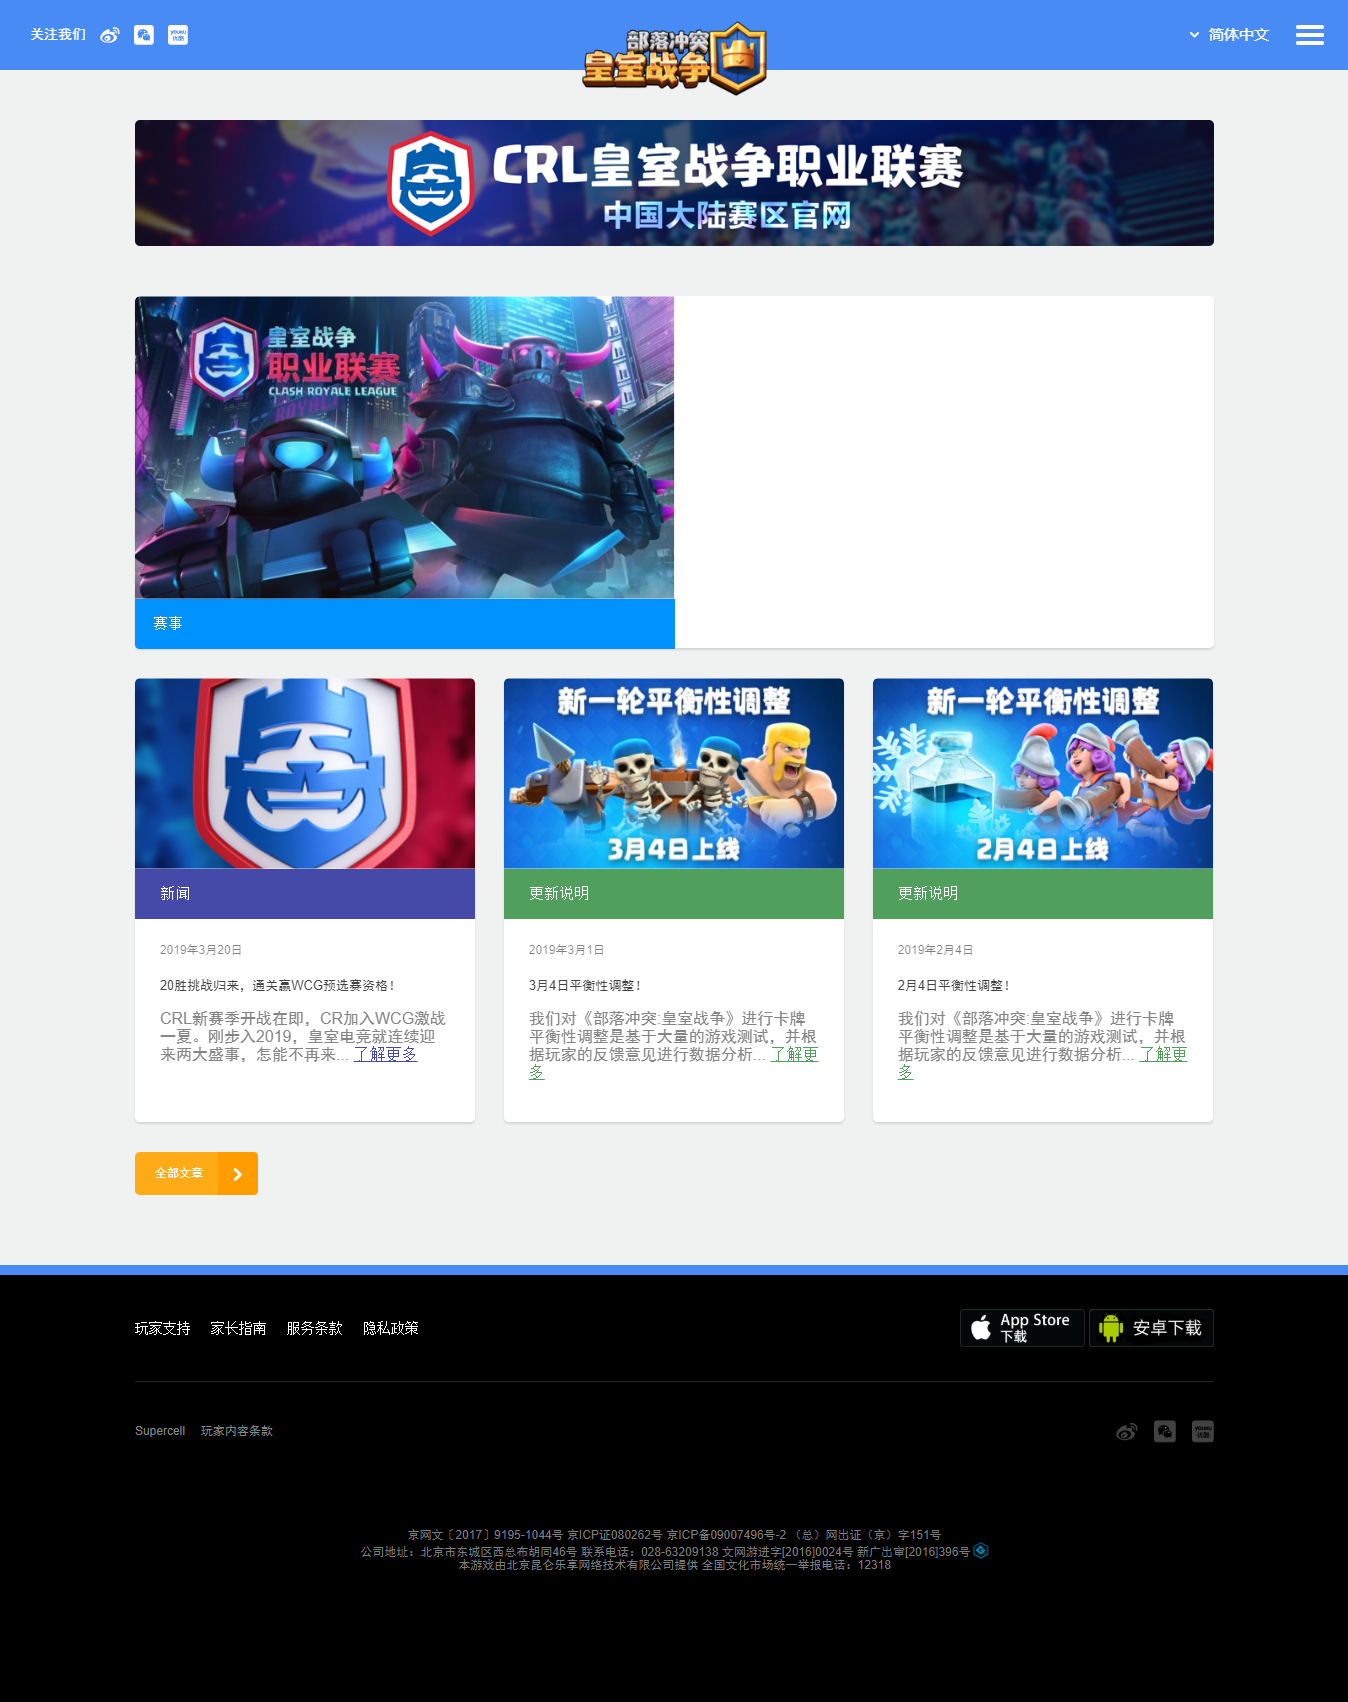 关注我们
部落冲突
皇室战争
简体中文
CRL皇室战争职业联赛
中国大陆赛区官网
皇室战争
职业联赛
CLASH ROYALE LEAGUE
赛事
新闻
2019年3月20日
20胜挑战归来，通关赢WCG预选赛资格！
CRL新赛季开战在即，CR加入WCG激战
一夏。刚步入2019，皇室电竞就连续迎
来两大盛事，怎能不再来... 了解更多
新一轮平衡性调整
3月4日上线
更新说明
2019年3月1日
3月4日平衡性调整！
我们对《部落冲突:皇室战争》进行卡牌
平衡性调整是基于大量的游戏测试，并根
据玩家的反馈意见进行数据分析... 了解更
多
新一轮平衡性调整
2月4日上线
更新说明
2019年2月4日
2月4日平衡性调整！
我们对《部落冲突:皇室战争》进行卡牌
平衡性调整是基于大量的游戏测试，并根
据玩家的反馈意见进行数据分析... 了解更
多
全部文章
玩家支持 家长指南 服务条款 隐私政策
App Store
下载
安卓下载
Supercell 玩家内容条款
京网文〔2017〕9195-1044号 京ICP证080262号 京ICP备09007496号-2 （总）网出证（京）字151号
公司地址：北京市东城区西总布胡同46号 联系电话：028-63209138 文网游进字[2016]0024号 新广出审[2016]396号
本游戏由北京昆仑乐享网络技术有限公司提供 全国文化市场统一举报电话：12318